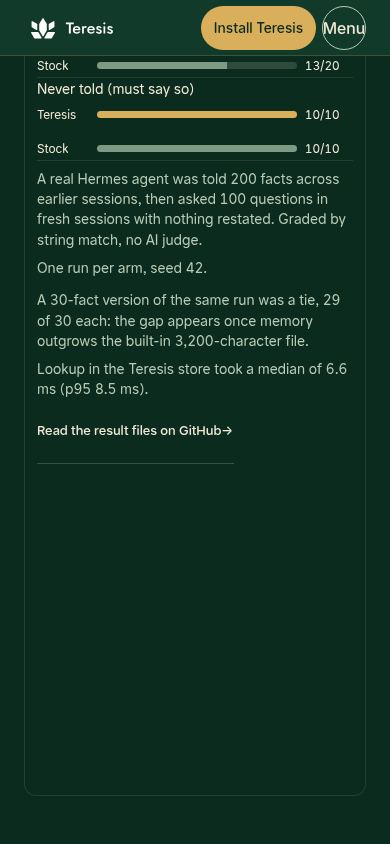 Teresis
Install Teresis
Menu
Stock 13/20
Never told (must say so)
Teresis 10/10
Stock 10/10
A real Hermes agent was told 200 facts across
earlier sessions, then asked 100 questions in
fresh sessions with nothing restated. Graded by
string match, no AI judge.
One run per arm, seed 42.
A 30-fact version of the same run was a tie, 29
of 30 each: the gap appears once memory
outgrows the built-in 3,200-character file.
Lookup in the Teresis store took a median of 6.6
ms (p95 8.5 ms).
Read the result files on GitHub→